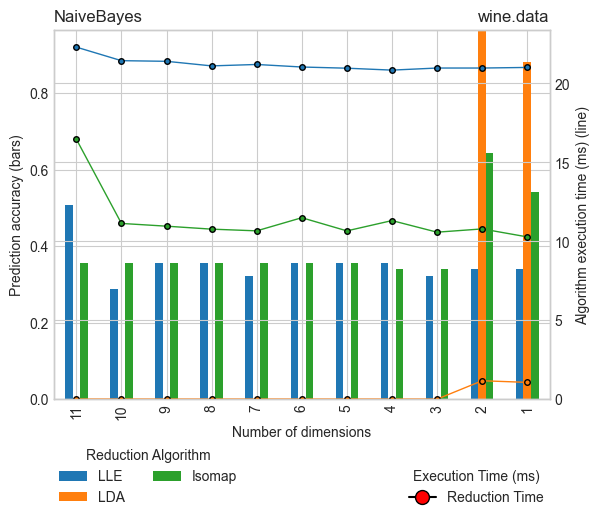 NaiveBayes wine.data
Prediction accuracy (bars)
0.8
0.6
0.4
0.2
0.0
20
15
10
5
0
Algorithm execution time (ms) (line)
11 10 9 8 7 6 5 4 3 2 1
Number of dimensions
Reduction Algorithm
LLE Isomap
LDA
Execution Time (ms)
Reduction Time